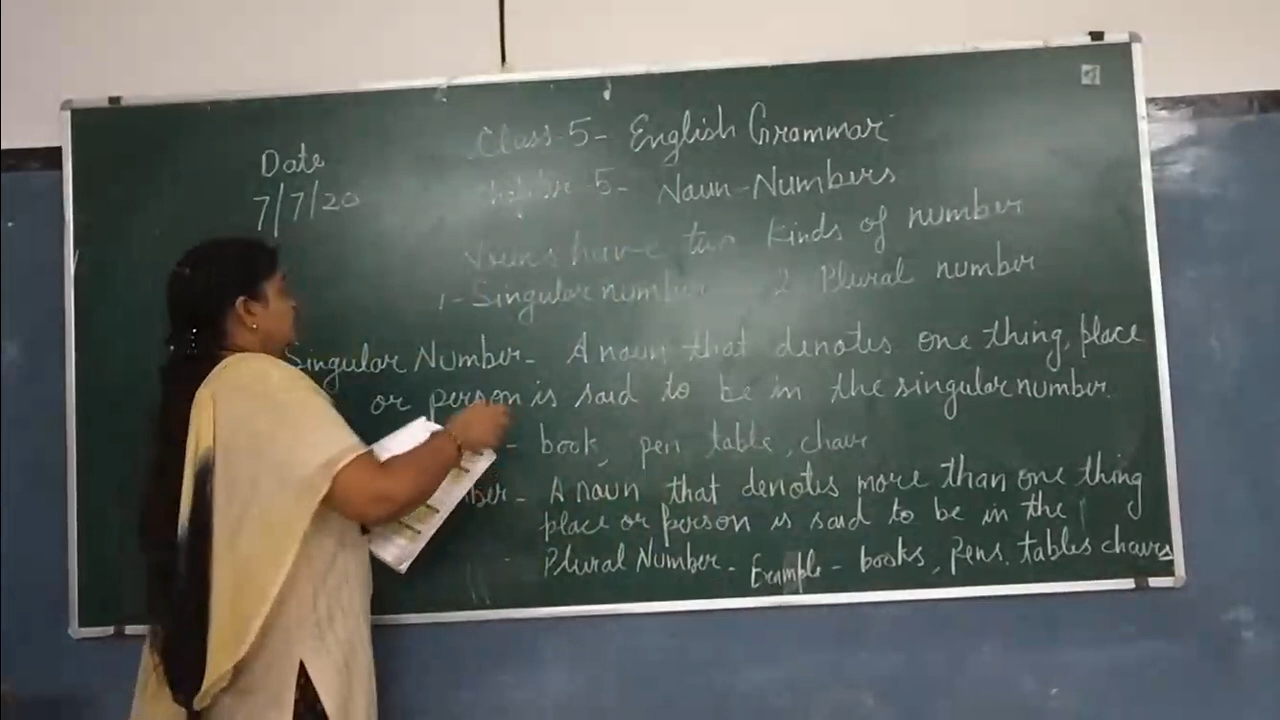 Date
7/7/20
Class-5- English Grammar
5- Noun-Numbers
Nouns have two kinds of number
1- Singular number 2 Plural number
Singular Number- A noun that denotes one thing, place
or person is said to be in the singular number.
- book, pen table, chair
- A noun that denotes more than one thing
place or person is said to be in the
- Plural Number- Example- books, Pens. tables chairs